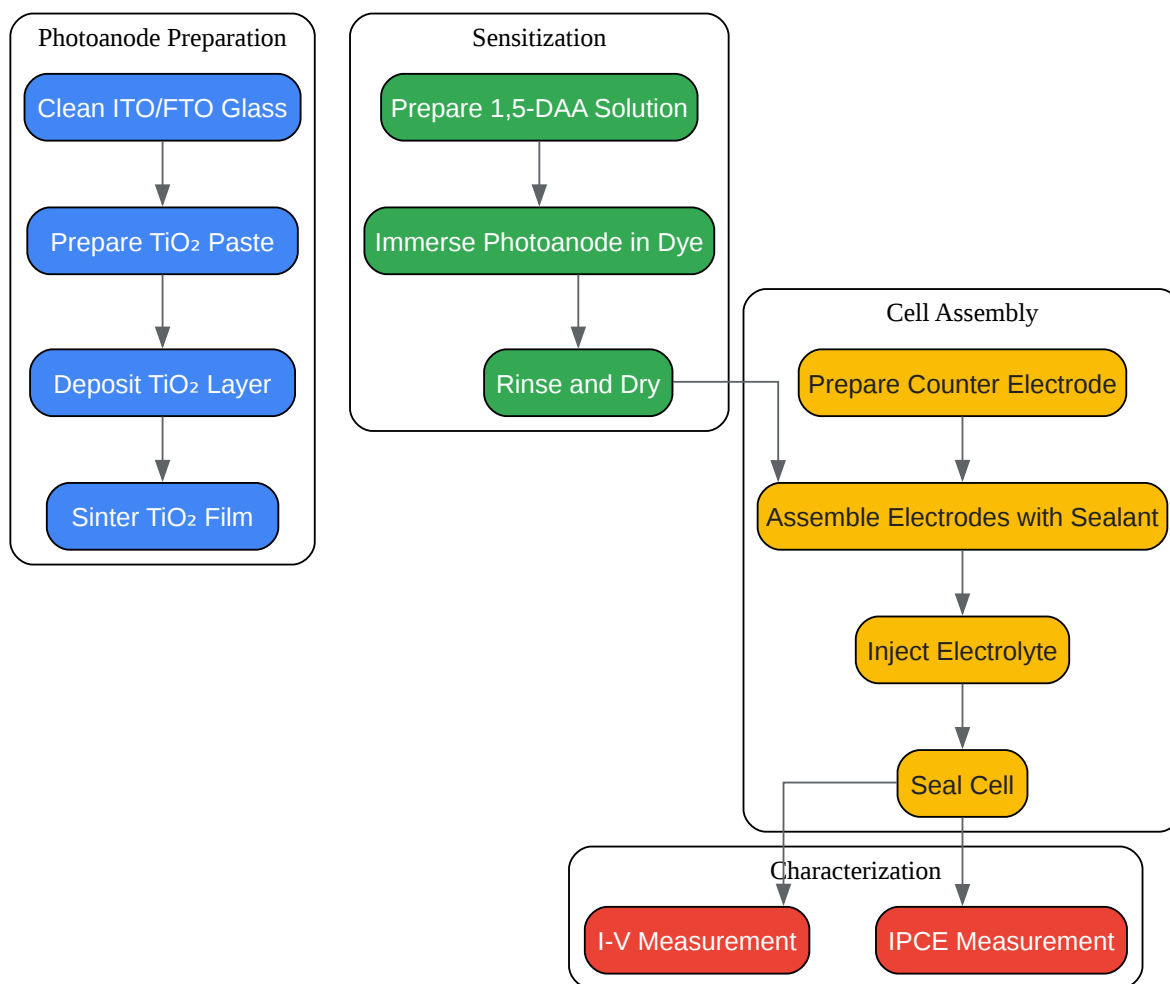 Photoanode Preparation
Clean ITO/FTO Glass
Prepare TiO₂ Paste
Deposit TiO₂ Layer
Sinter TiO₂ Film
Sensitization
Prepare 1,5-DAA Solution
Immerse Photoanode in Dye
Rinse and Dry
Cell Assembly
Prepare Counter Electrode
Assemble Electrodes with Sealant
Inject Electrolyte
Seal Cell
Characterization
I-V Measurement
IPCE Measurement